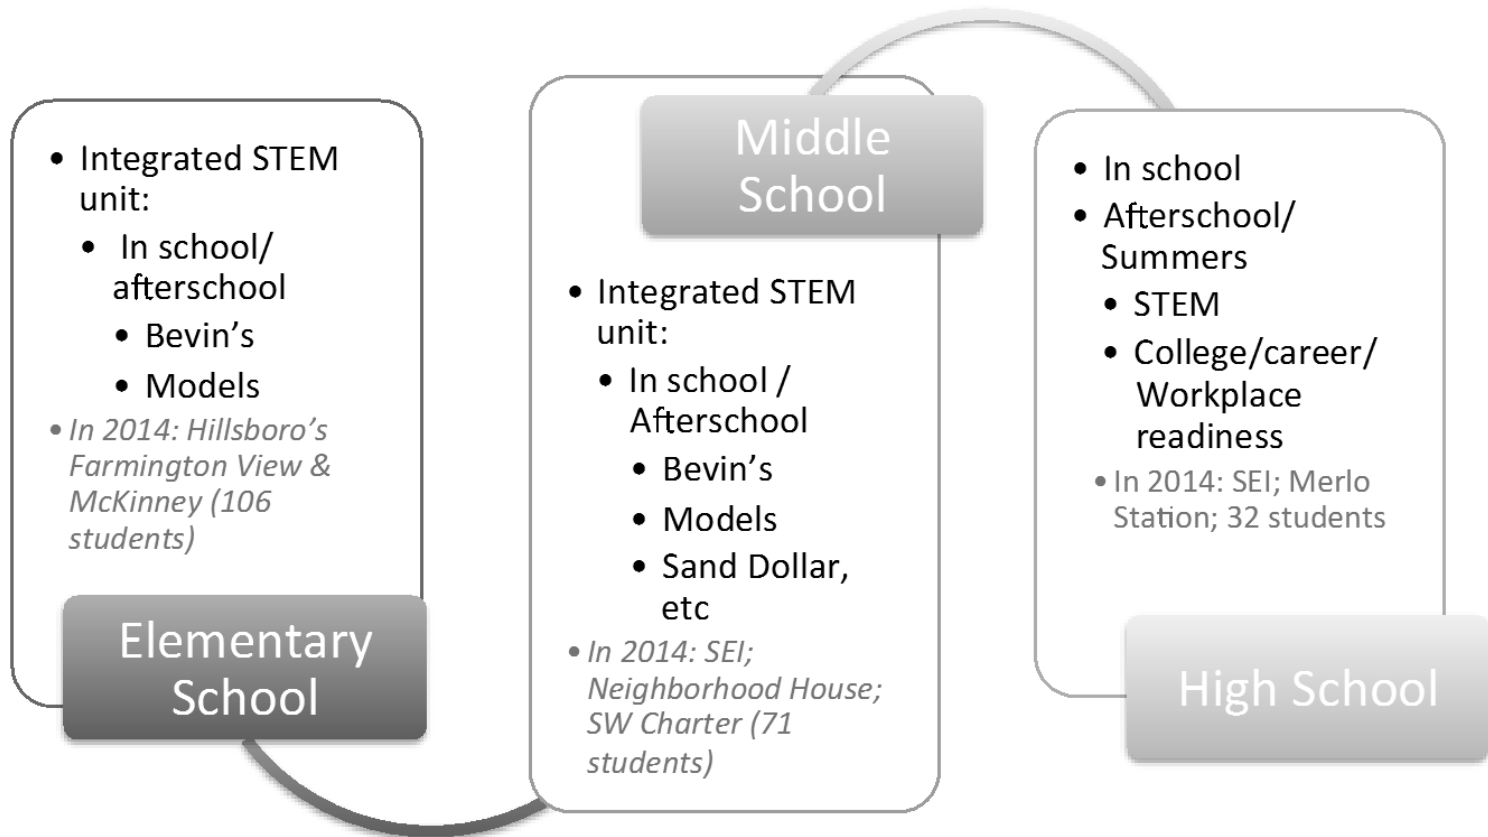 • Integrated STEM
unit:
• In school/
afterschool
• Bevin’s
• Models
• In 2014: Hillsboro’s
Farmington View &
McKinney (106
students)
Elementary
School
Middle
School
• Integrated STEM
unit:
• In school /
Afterschool
• Bevin’s
• Models
• Sand Dollar,
etc
• In 2014: SEI;
Neighborhood House;
SW Charter (71
students)
• In school
• Afterschool/
Summers
• STEM
• College/career/
Workplace
readiness
• In 2014: SEI; Merlo
Station; 32 students
High School